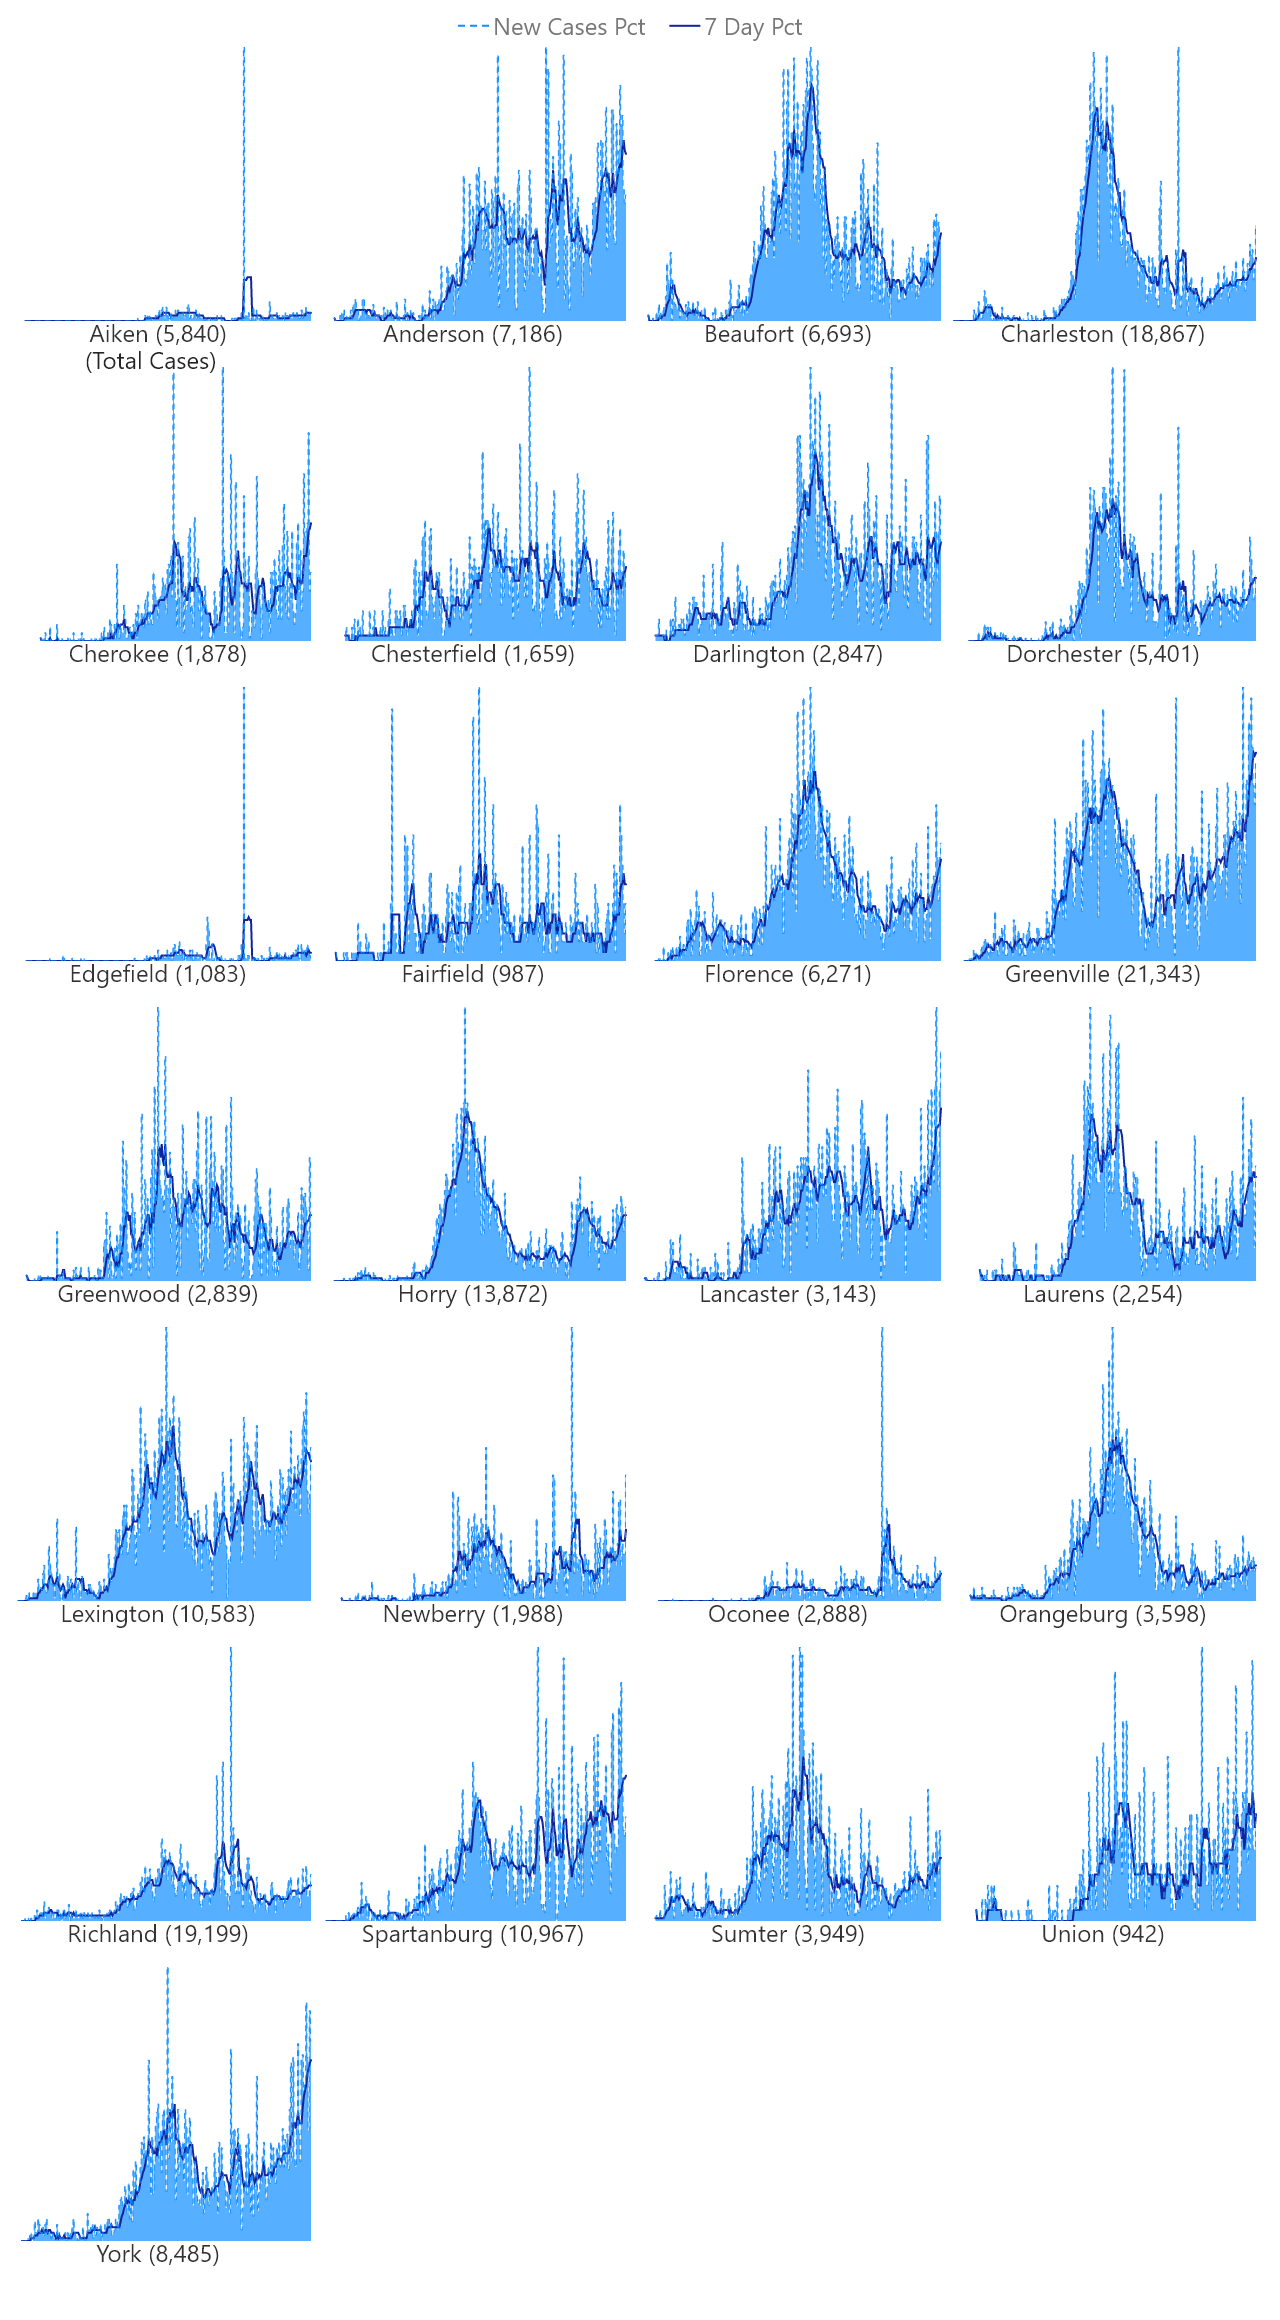 New Cases Pct 7 Day Pct
Aiken (5,840) Anderson (7,186) Beaufort (6,693) Charleston (18,867)
(Total Cases)
Cherokee (1,878) Chesterfield (1,659) Darlington (2,847) Dorchester (5,401)
Edgefield (1,083) Fairfield (987) Florence (6,271) Greenville (21,343)
Greenwood (2,839) Horry (13,872) Lancaster (3,143) Laurens (2,254)
Lexington (10,583) Newberry (1,988) Oconee (2,888) Orangeburg (3,598)
Richland (19,199) Spartanburg (10,967) Sumter (3,949) Union (942)
York (8,485)